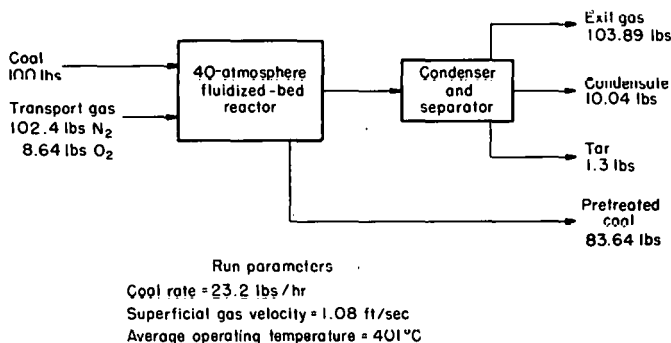 Coal
100 lbs
Transport gas
102.4 lbs N2
8.64 lbs O2
40-atmosphere
fluidized-bed
reactor
Condenser
and
separator
Exit gas
103.89 lbs
Condensate
10.04 lbs
Tar
1.3 lbs
Pretreated
coal
83.64 lbs
Run parameters
Coal rate = 23.2 lbs/hr
Superficial gas velocity = 1.08 ft/sec
Average operating temperature = 401°C